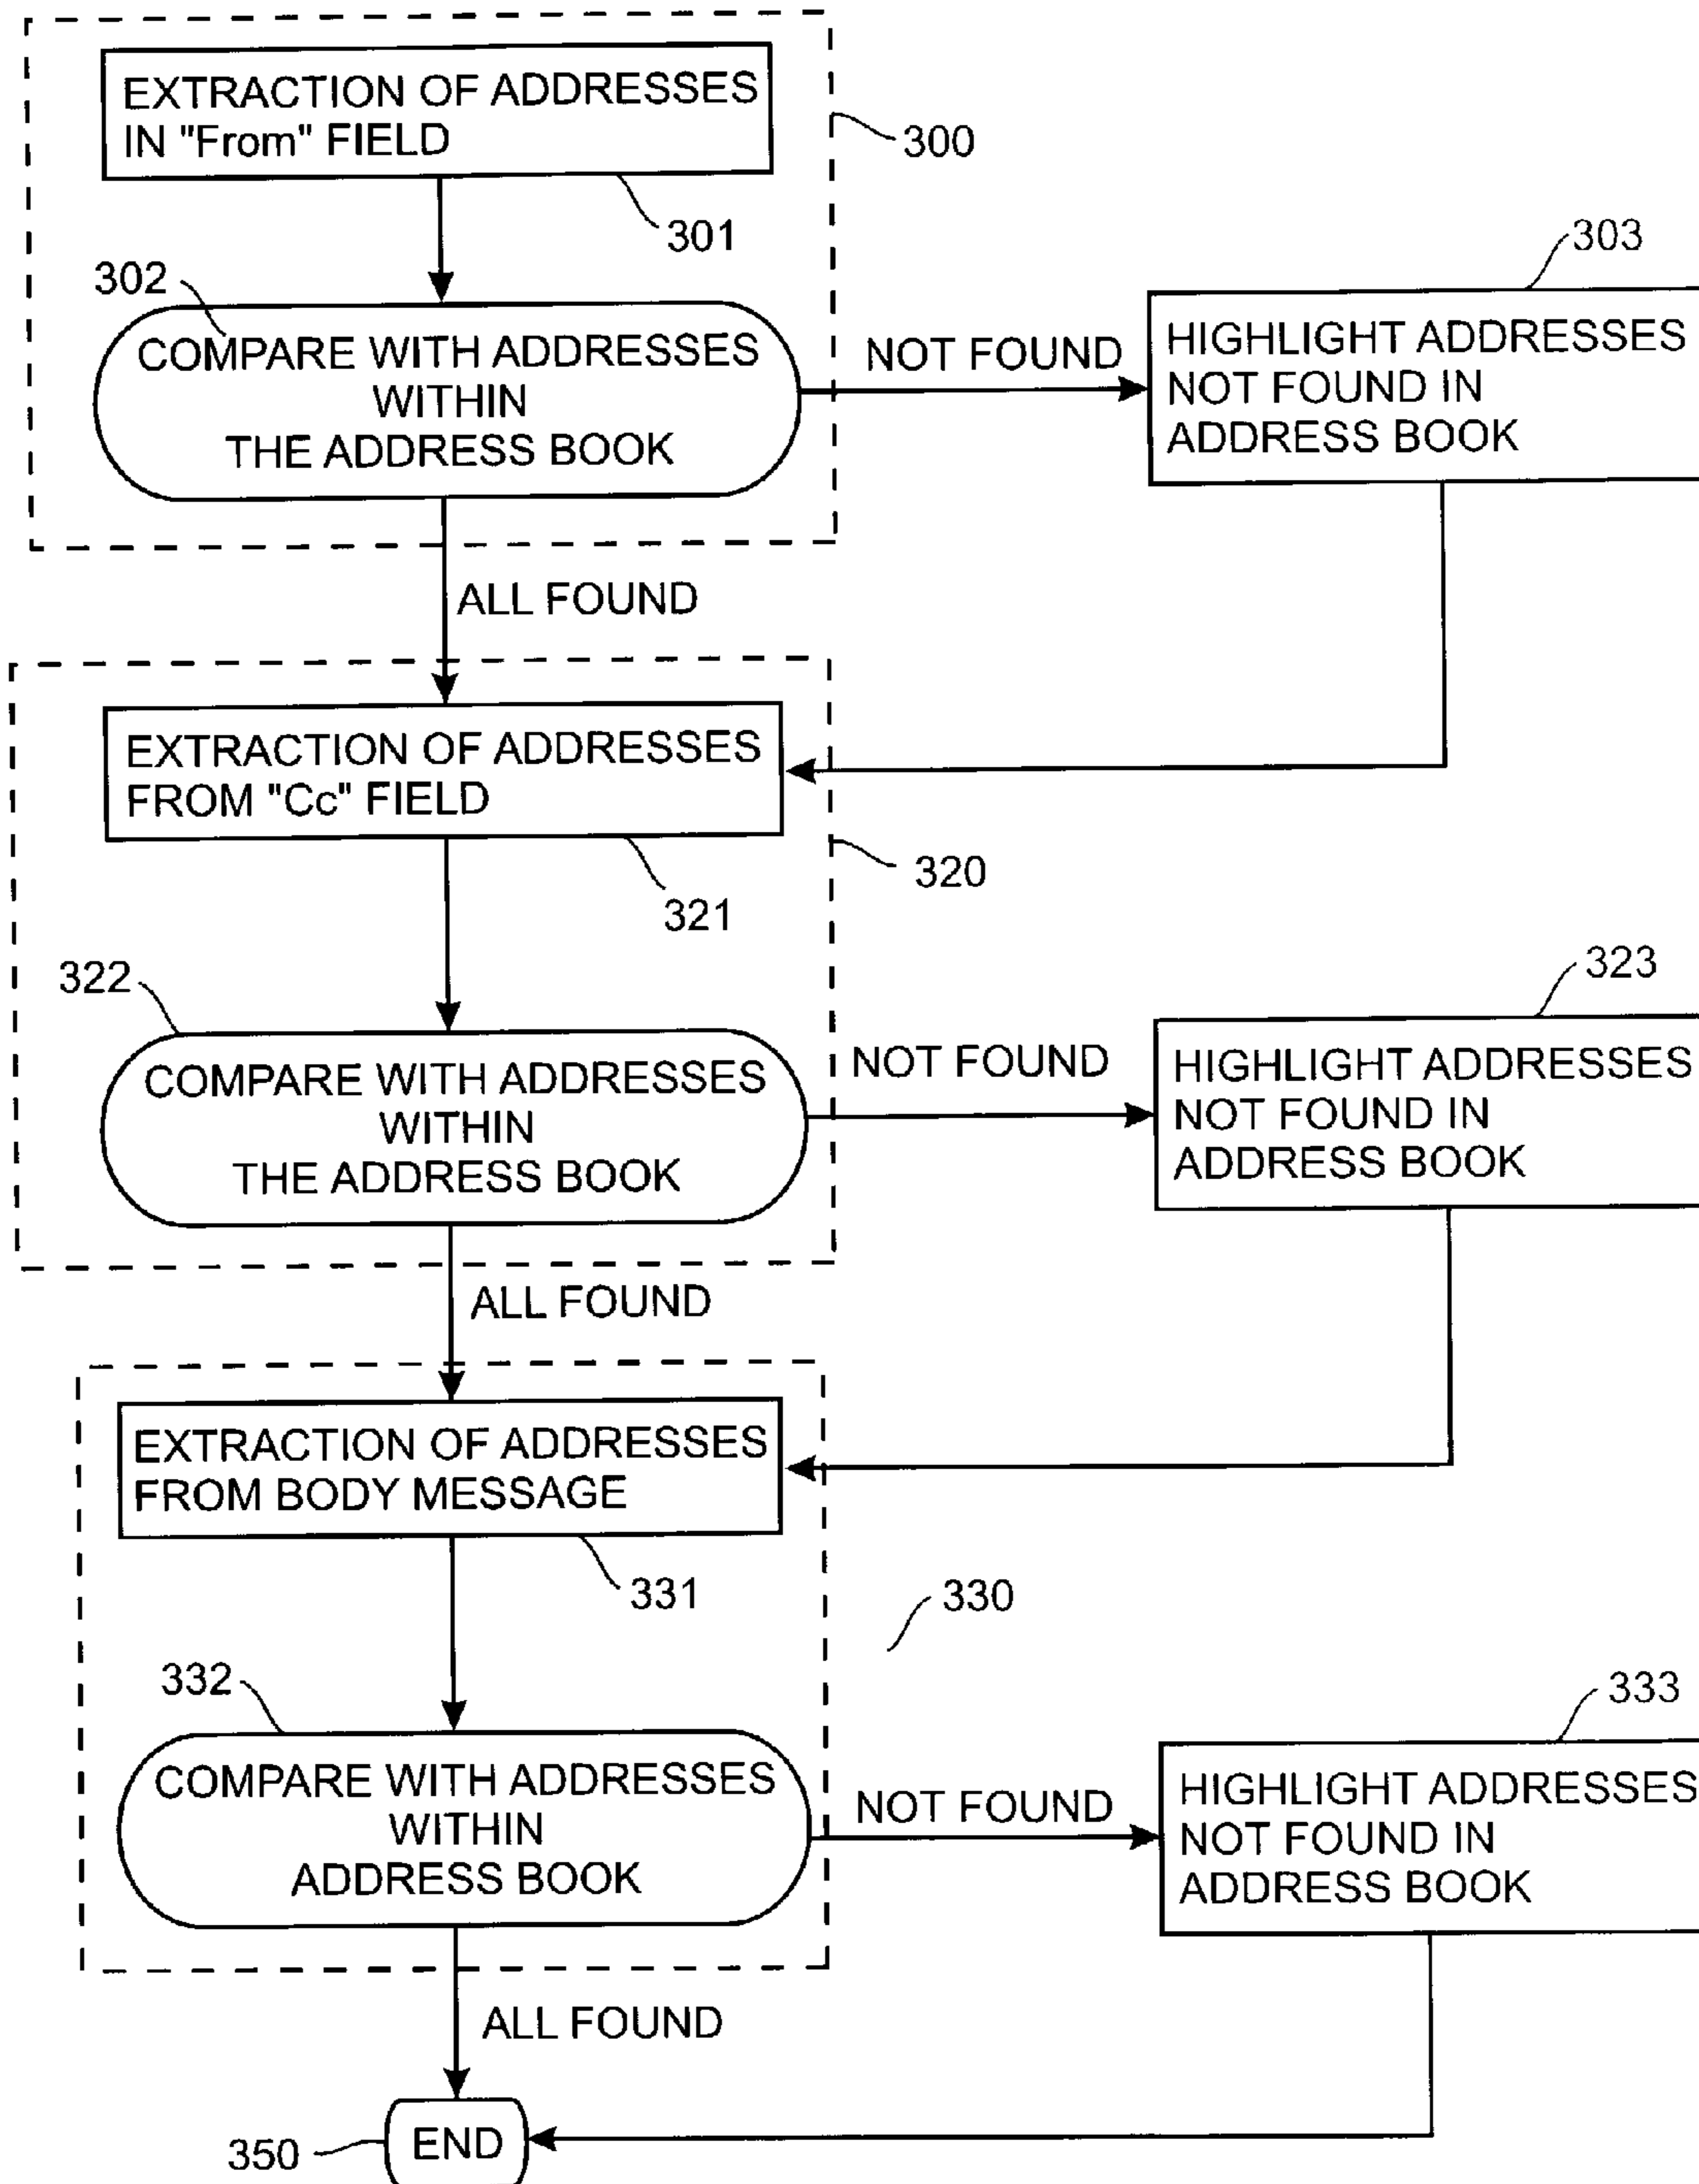 EXTRACTION OF ADDRESSES
IN "From" FIELD
300
301
302
303
COMPARE WITH ADDRESSES
WITHIN
THE ADDRESS BOOK
NOT FOUND
HIGHLIGHT ADDRESSES
NOT FOUND IN
ADDRESS BOOK
ALL FOUND
EXTRACTION OF ADDRESSES
FROM "Cc" FIELD
320
321
322
323
COMPARE WITH ADDRESSES
WITHIN
THE ADDRESS BOOK
NOT FOUND
HIGHLIGHT ADDRESSES
NOT FOUND IN
ADDRESS BOOK
ALL FOUND
EXTRACTION OF ADDRESSES
FROM BODY MESSAGE
331
330
332
333
COMPARE WITH ADDRESSES
WITHIN
ADDRESS BOOK
NOT FOUND
HIGHLIGHT ADDRESSES
NOT FOUND IN
ADDRESS BOOK
ALL FOUND
350
END